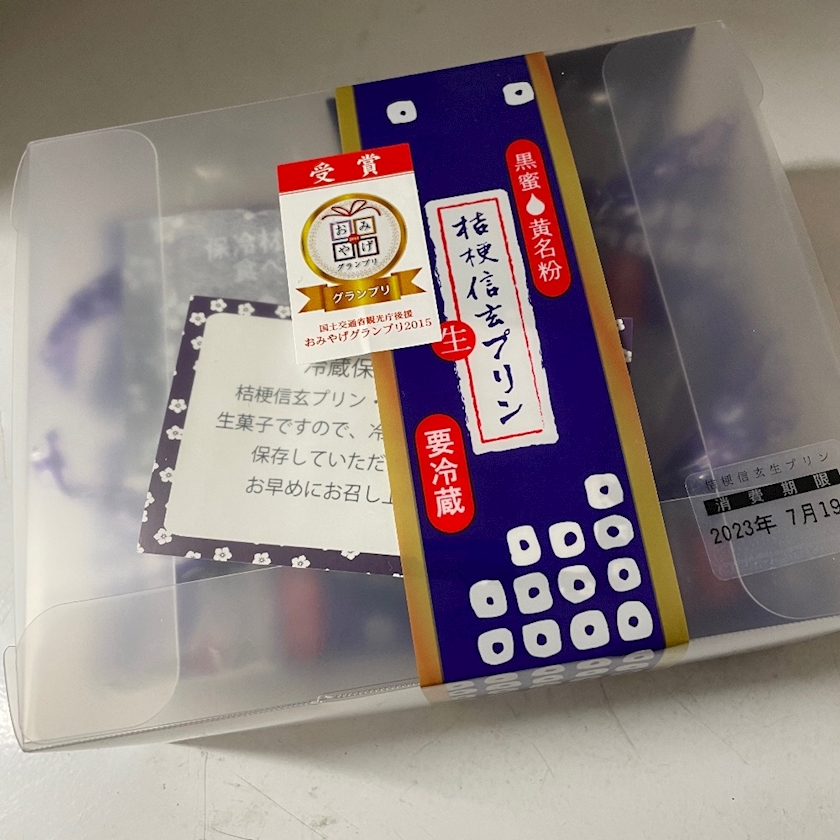 受賞
おみ
やげ
グランプリ
グランプリ
国土交通省観光庁後援
おみやげグランプリ2015
黒蜜
黄名粉
桔梗信玄プリン
生
要冷蔵
保冷材
冷蔵保
桔梗信玄プリン・
生菓子ですので、冷
保存していただ
お早めにお召し上
桔梗信玄生プリン
消費期限
2023年 7月19